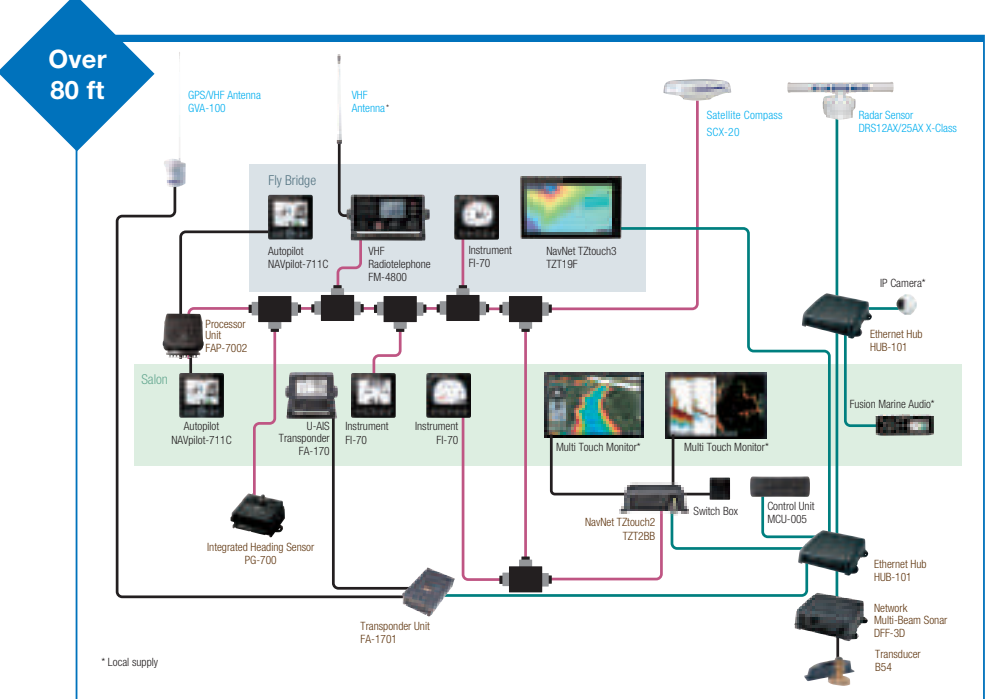 Over
80 ft
GPS/VHF Antenna
GVA-100
VHF
Antenna*
Satellite Compass
SCX-20
Radar Sensor
DRS12AX/25AX X-Class
Fly Bridge
Autopilot
NAVpilot-711C
VHF
Radiotelephone
FM-4800
Instrument
FI-70
NavNet TZtouch3
TZT19F
IP Camera*
Ethernet Hub
HUB-101
Processor
Unit
FAP-7002
Salon
Autopilot
NAVpilot-711C
U-AIS
Transponder
FA-170
Instrument
FI-70
Instrument
FI-70
Multi Touch Monitor*
Multi Touch Monitor*
Fusion Marine Audio*
Integrated Heading Sensor
PG-700
NavNet TZtouch2
TZT2BB
Switch Box
Control Unit
MCU-005
Ethernet Hub
HUB-101
Network
Multi-Beam Sonar
DFF-3D
Transponder Unit
FA-1701
Transducer
B54
* Local supply